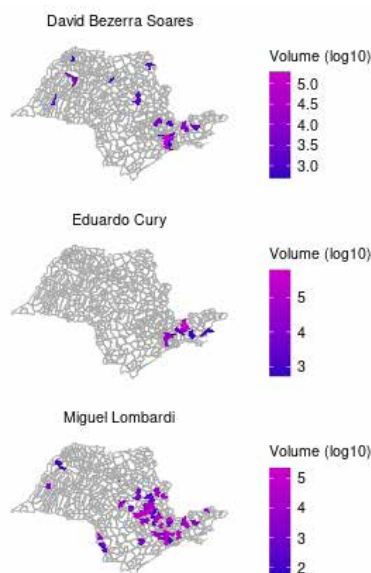 David Bezerra Soares
Volume (log10)
5.0
4.5
4.0
3.5
3.0
Eduardo Cury
Volume (log10)
5
4
3
Miguel Lombardi
Volume (log10)
5
4
3
2